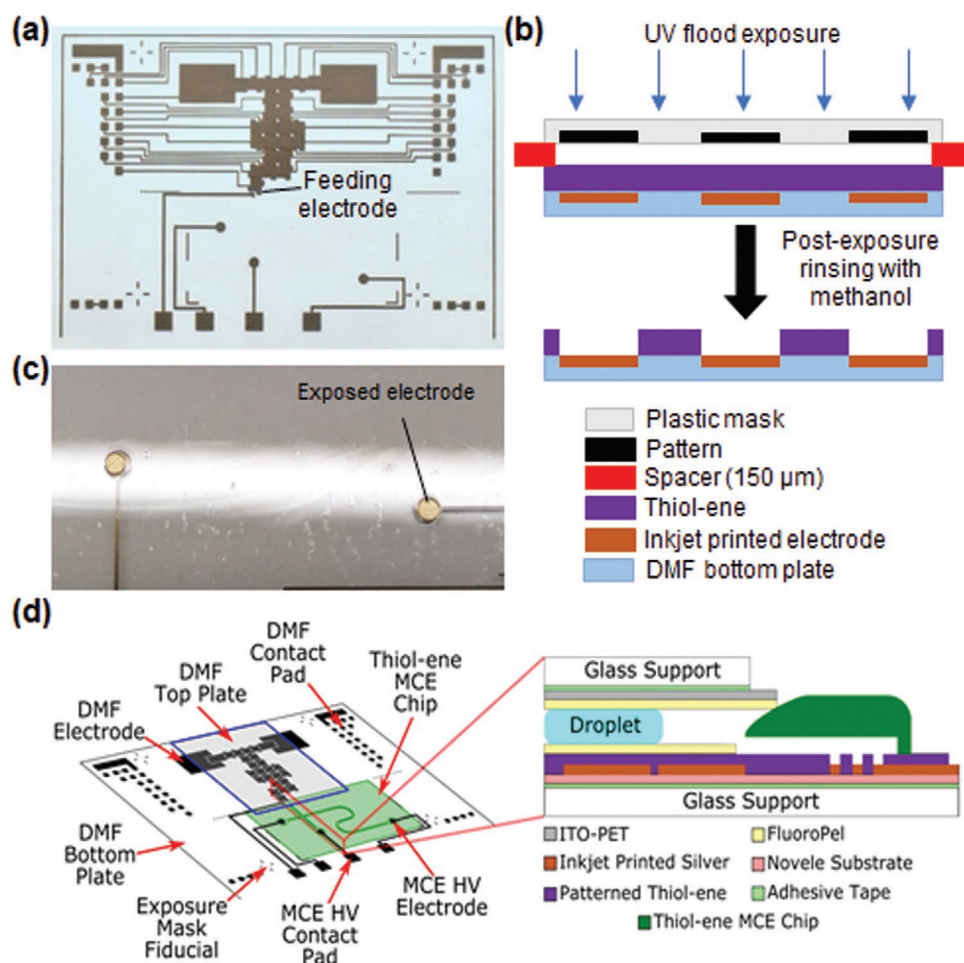 (a)
Feeding
electrode
(b)
UV flood exposure
Post-exposure
rinsing with
methanol
Plastic mask
Pattern
Spacer (150 µm)
Thiol-ene
Inkjet printed electrode
DMF bottom plate
(c)
Exposed electrode
(d)
DMF
Contact
Pad
DMF
Top Plate
Thiol-ene
MCE
Chip
DMF
Electrode
DMF
Bottom
Plate
Exposure
Mask
Fiducial
MCE HV
Contact
Pad
MCE HV
Electrode
Glass Support
Droplet
Glass Support
ITO-PET
FluoroPel
Inkjet Printed Silver
Novele Substrate
Patterned Thiol-ene
Adhesive Tape
Thiol-ene MCE Chip